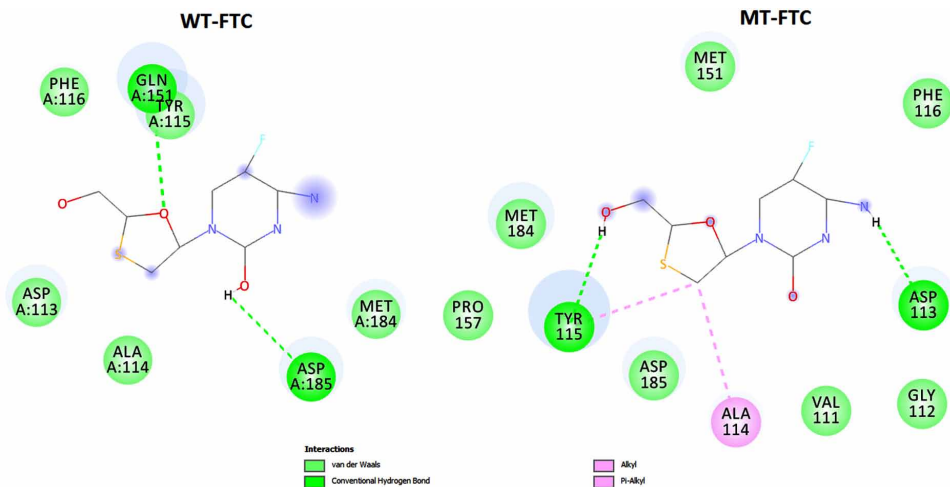 WT-FTC
PHE
A:116
GLN
A:151
TYR
A:115
F
O
O
N
N
N
S
O
H
ASP
A:113
ALA
A:114
MET
A:184
ASP
A:185
MT-FTC
MET
151
PHE
116
F
MET
184
O
H
O
N
H
S
N
N
O
PRO
157
TYR
115
ASP
113
ASP
185
ALA
114
VAL
111
GLY
112
Interactions
van der Waals
Conventional Hydrogen Bond
Alkyl
Pi-Alkyl